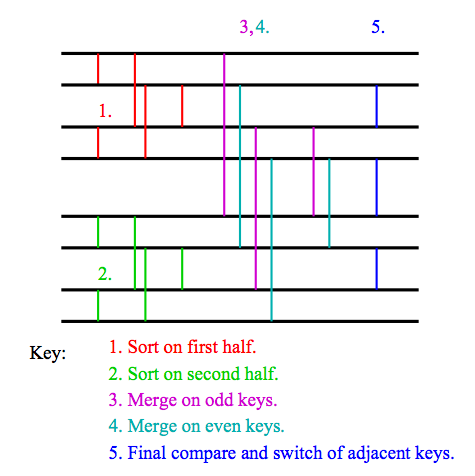 3,4.
5.
1.
2.
Key:
1. Sort on first half.
2. Sort on second half.
3. Merge on odd keys.
4. Merge on even keys.
5. Final compare and switch of adjacent keys.